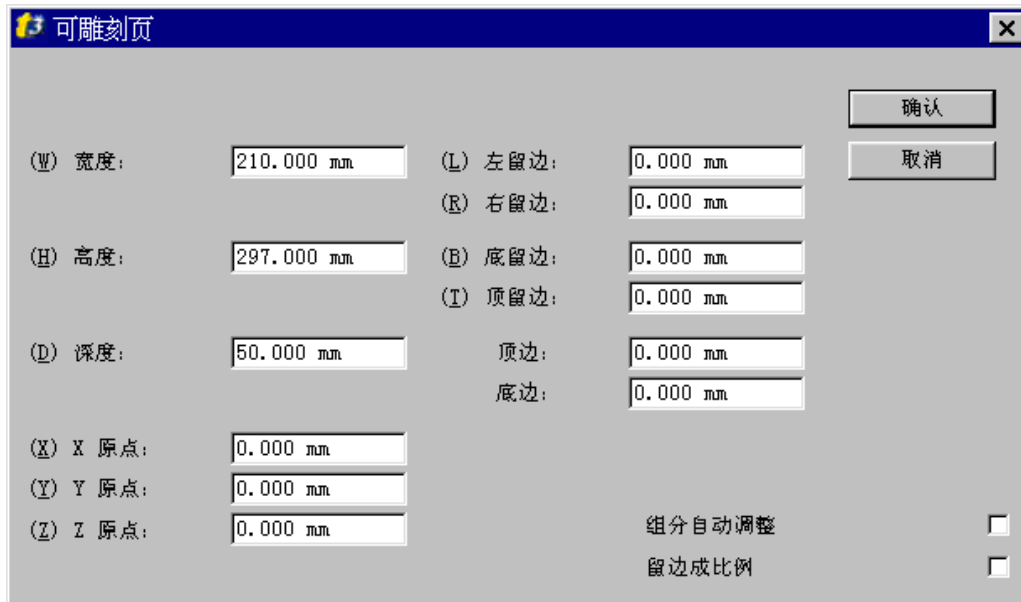 t3 可雕刻页
确认
(W) 宽度: 210.000 mm (L) 左留边: 0.000 mm 取消
(R) 右留边: 0.000 mm
(H) 高度: 297.000 mm (B) 底留边: 0.000 mm
(T) 顶留边: 0.000 mm
(D) 深度: 50.000 mm 顶边: 0.000 mm
底边: 0.000 mm
(X) X 原点: 0.000 mm
(Y) Y 原点: 0.000 mm
(Z) Z 原点: 0.000 mm 组分自动调整
留边成比例